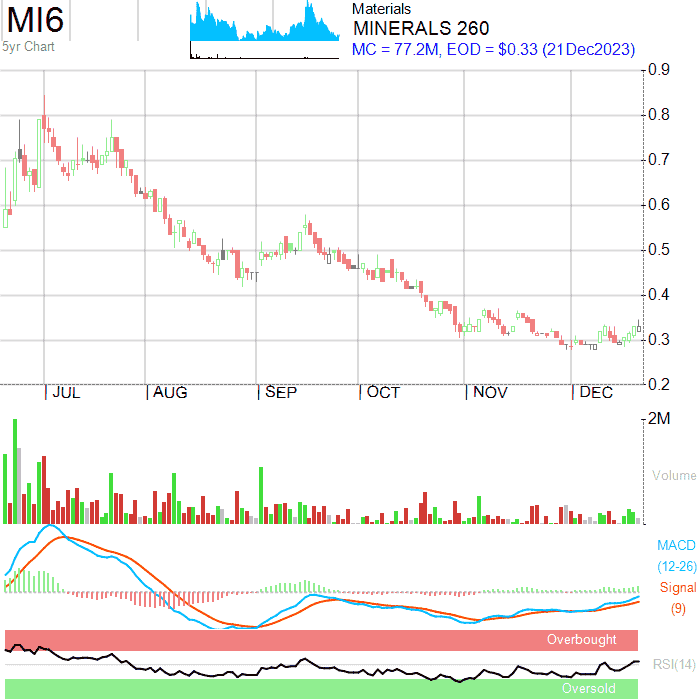 MI6
5yr Chart
Materials
MINERALS 260
MC = 77.2M, EOD = $0.33 (21Dec2023)
0.9
0.8
0.7
0.6
0.5
0.4
0.3
0.2
JUL AUG SEP OCT NOV DEC
2M
Volume
MACD
(12-26)
Signal
(9)
Overbought
RSI(14)
Oversold